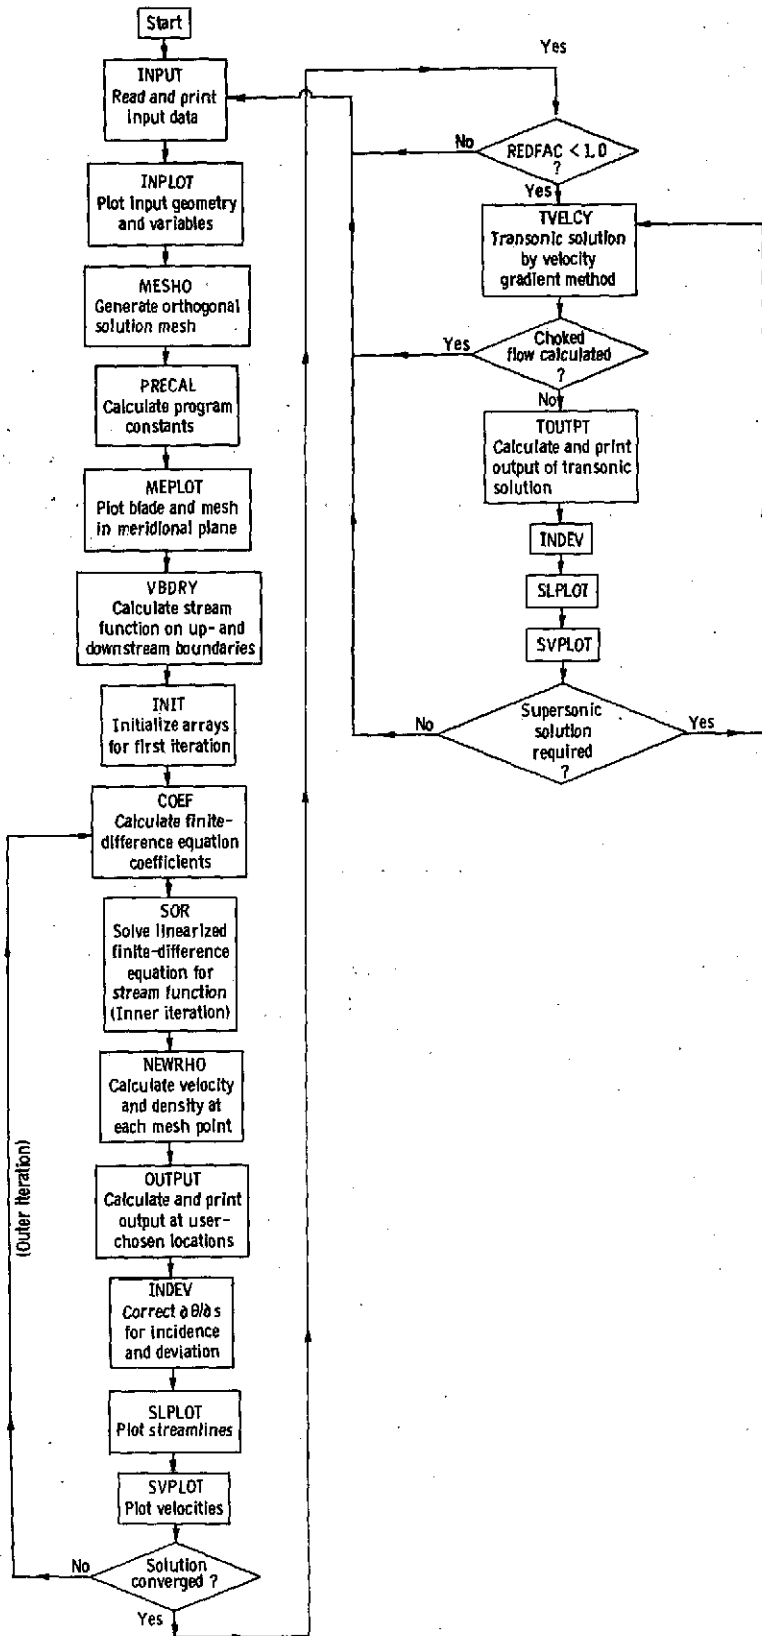 Start
INPUT
Read and print
input data
INPLOT
Plot input geometry
and variables
MESHO
Generate orthogonal
solution mesh
PRECAL
Calculate program
constants
MEPLOT
Plot blade and mesh
in meridional plane
VBDRY
Calculate stream
function on up- and
downstream boundaries
INIT
Initialize arrays
for first iteration
COEF
Calculate finite-
difference equation
coefficients
SOR
Solve linearized
finite-difference
equation for
stream function
(Inner iteration)
NEWRHO
Calculate velocity
and density at
each mesh point
OUTPUT
Calculate and print
output at user-
chosen locations
INDEV
Correct ∂θ/∂s
for incidence
and deviation
SLPLOT
Plot streamlines
SVPLOT
Plot velocities
Solution
converged ?
No
Yes
(Outer iteration)
Yes
REDFAC < 1.0
?
No
Yes
TVELCY
Transonic solution
by velocity
gradient method
Choked
flow calculated
?
Yes
No
TOUTPT
Calculate and print
output of transonic
solution
INDEV
SLPLOT
SVPLOT
Supersonic
solution
required
?
No
Yes